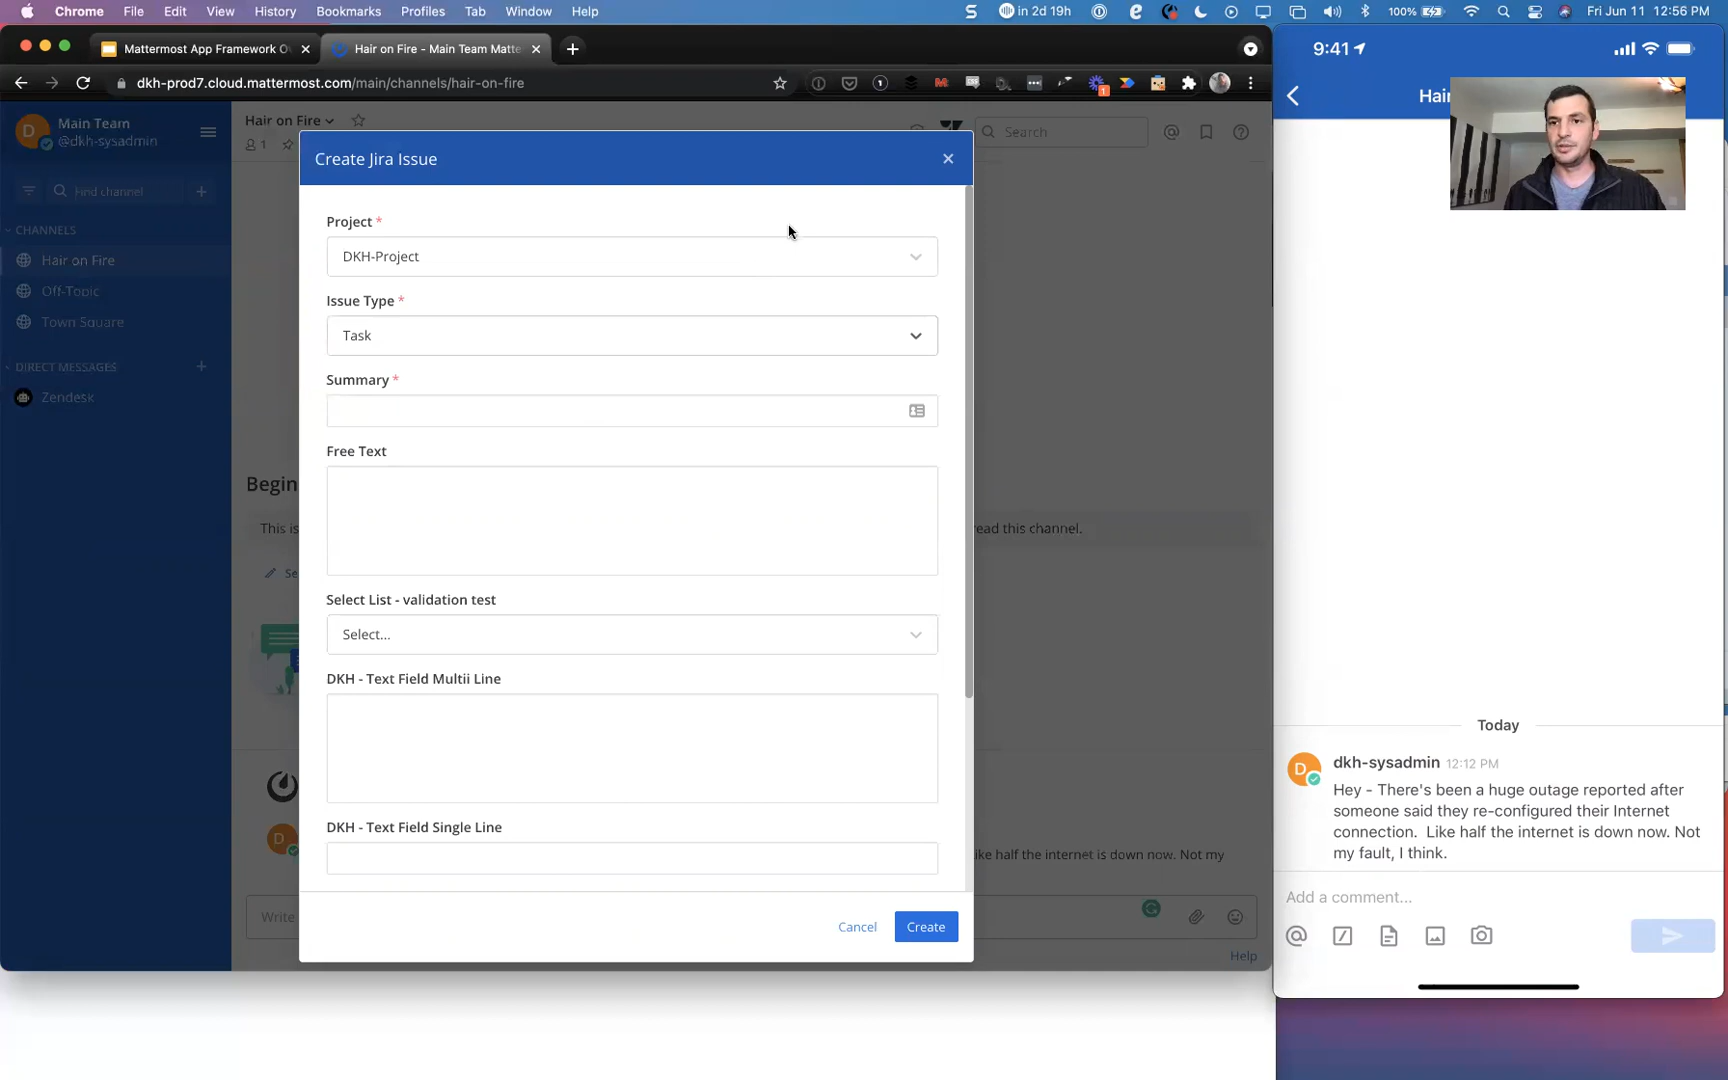 Chrome File Edit View History Bookmarks Profiles Tab Window Help
in 2d 19h 100% Fri Jun 11 12:56 PM
Mattermost App Framework O
Hair on Fire - Main Team Matte
dkh-prod7.cloud.mattermost.com/main/channels/hair-on-fire
D
Main Team
@dkh-sysadmin
Find channel
CHANNELS
Hair on Fire
Off-Topic
Town Square
DIRECT MESSAGES
Zendesk
Hair on Fire
1
Search
Create Jira Issue
Project *
DKH-Project
Issue Type *
Task
Summary *
Free Text
Select List - validation test
Select...
DKH - Text Field Multii Line
DKH - Text Field Single Line
Cancel Create
Begin
This is
read this channel.
Se
D
ike half the internet is down now. Not my
Write
Help
9:41
Hair
Today
D
dkh-sysadmin 12:12 PM
Hey - There's been a huge outage reported after
someone said they re-configured their Internet
connection. Like half the internet is down now. Not
my fault, I think.
Add a comment...